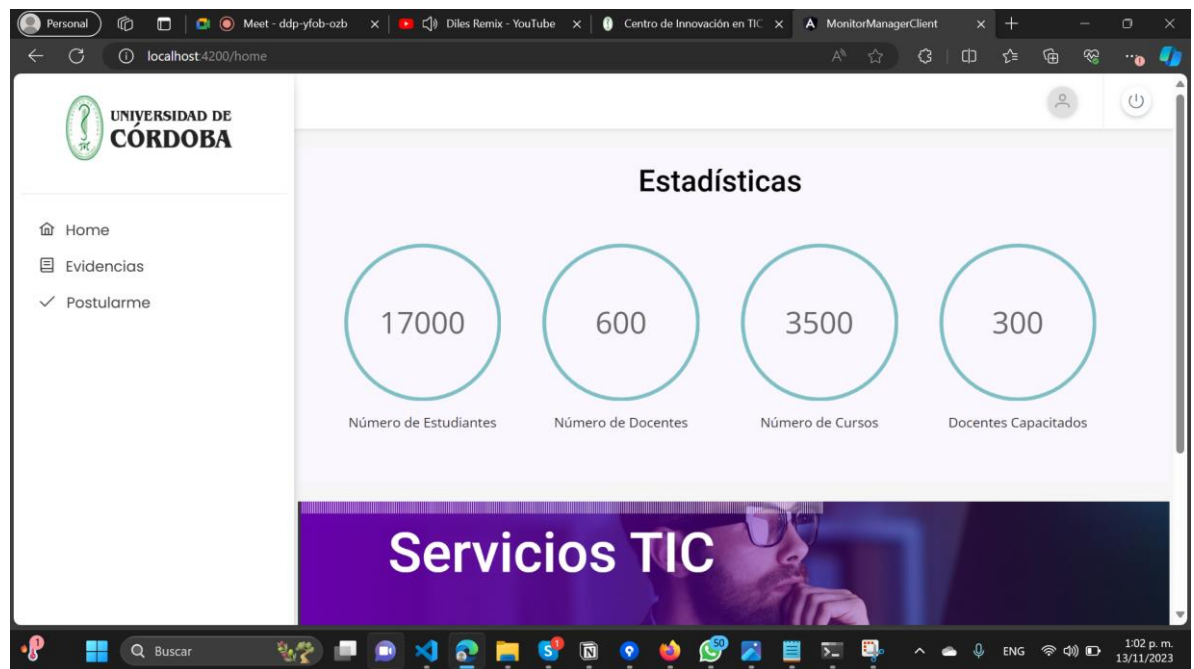 Personal
Meet - ddp-yfob-ozb
Diles Remix - YouTube
Centro de Innovación en TIC
MonitorManagerClient
localhost:4200/home
UNIVERSIDAD DE
CÓRDOBA
Home
Evidencias
Postularme
Estadísticas
17000
600
3500
300
Número de Estudiantes
Número de Docentes
Número de Cursos
Docentes Capacitados
Servicios TIC
Buscar
50
ENG
1:02 p. m.
13/11/2023